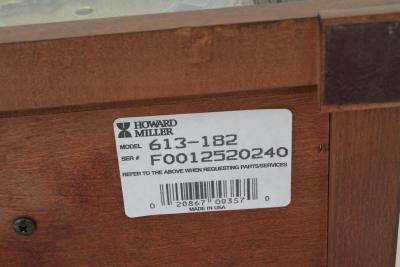 HOWARD
MILLER
MODEL 613-182
SER # F0012520240
REFER TO THE ABOVE WHEN REQUESTING PARTS/SERVICES
0 20867 00357 0
MADE IN USA